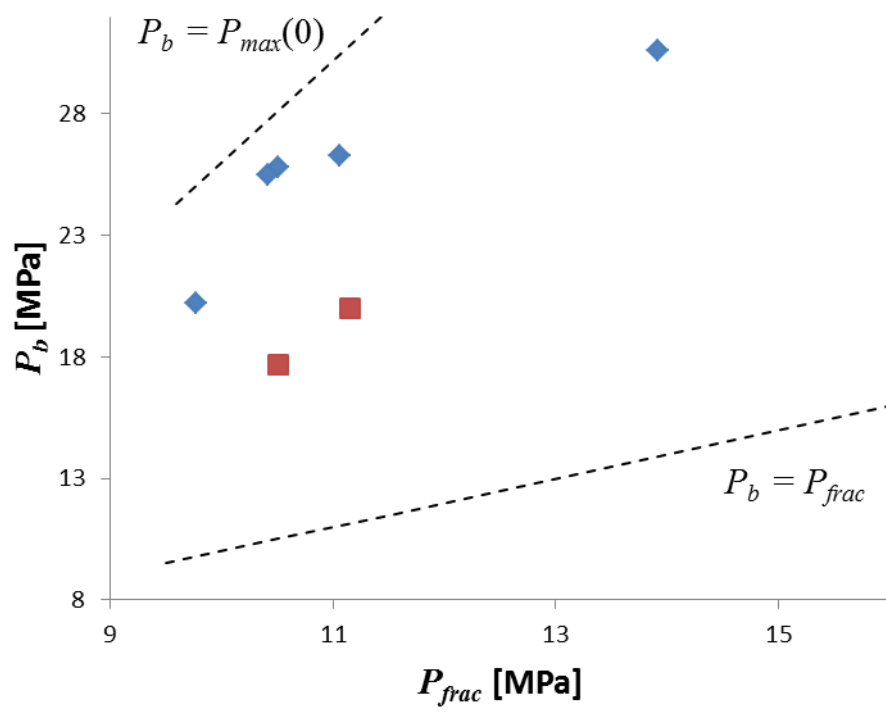 P_b = P_max(0)
28
23
18
13
8
P_b [MPa]
P_b = P_frac
9
11
13
15
P_frac [MPa]